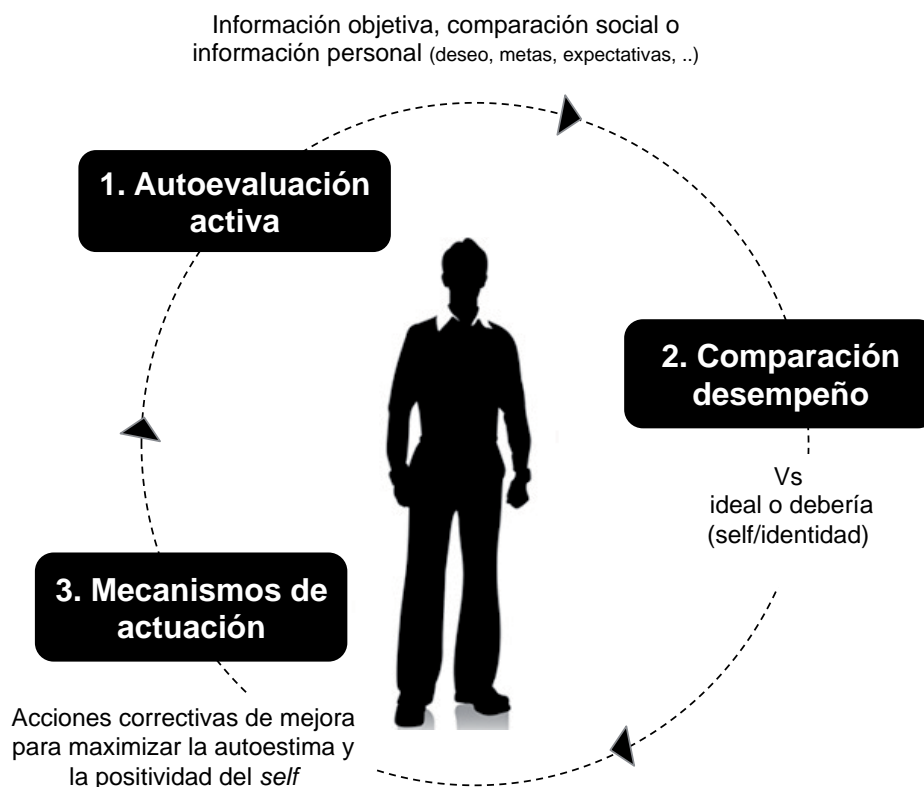 Información objetiva, comparación social o
información personal (deseo, metas, expectativas, ..)
1. Autoevaluación
activa
2. Comparación
desempeño
Vs
ideal o debería
(self/identidad)
3. Mecanismos de
actuación
Acciones correctivas de mejora
para maximizar la autoestima y
la positividad del self